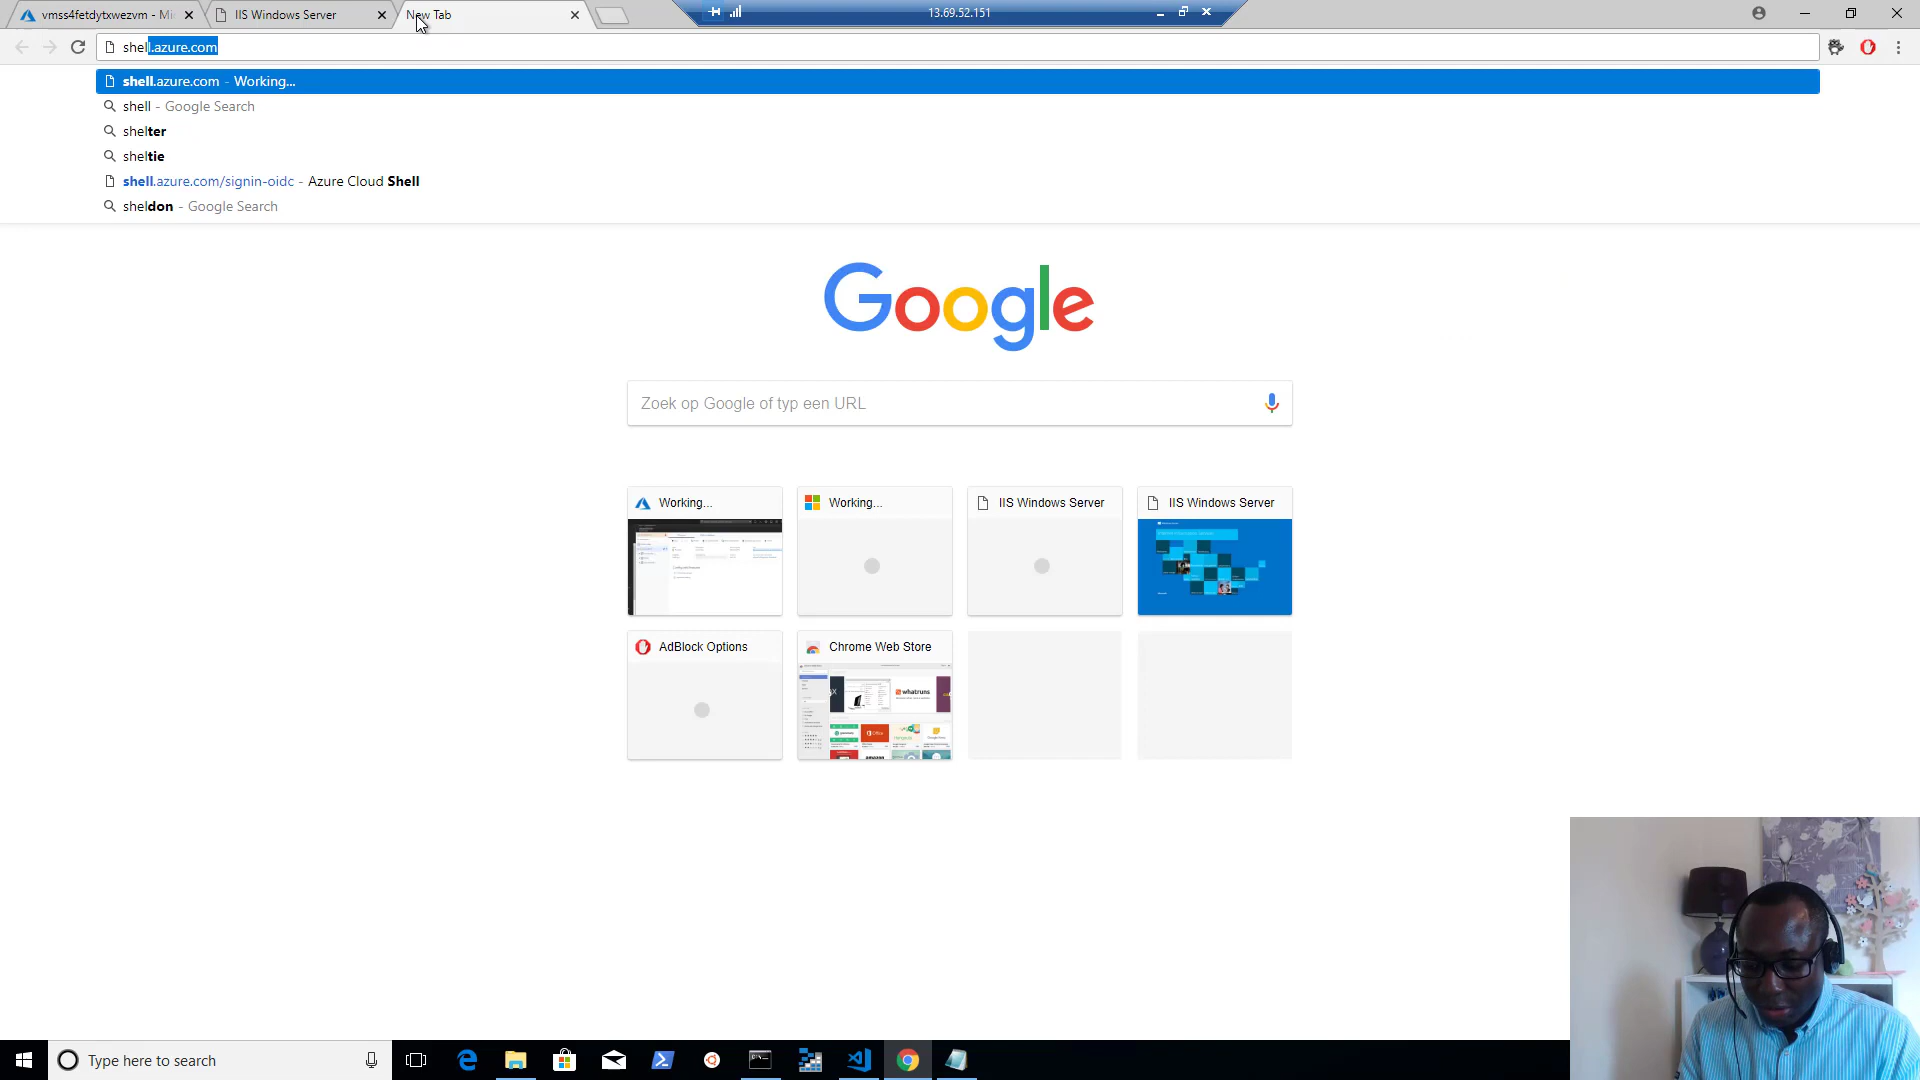 vmss4fetdytxwezvm - Mi
IIS Windows Server
New Tab
13.69.52.151
shell.azure.com
shell.azure.com - Working...
shell - Google Search
shelter
sheltie
shell.azure.com/signin-oidc - Azure Cloud Shell
sheldon - Google Search
Google
Zoek op Google of typ een URL
Working...
Working...
IIS Windows Server
IIS Windows Server
AdBlock Options
Chrome Web Store
Type here to search